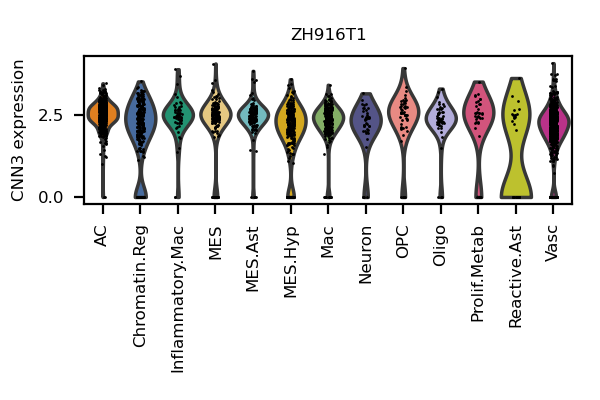 ZH916T1
CNN3 expression
2.5
0.0
AC
Chromatin.Reg
Inflammatory.Mac
MES
MES.Ast
MES.Hyp
Mac
Neuron
OPC
Oligo
Prolif.Metab
Reactive.Ast
Vasc